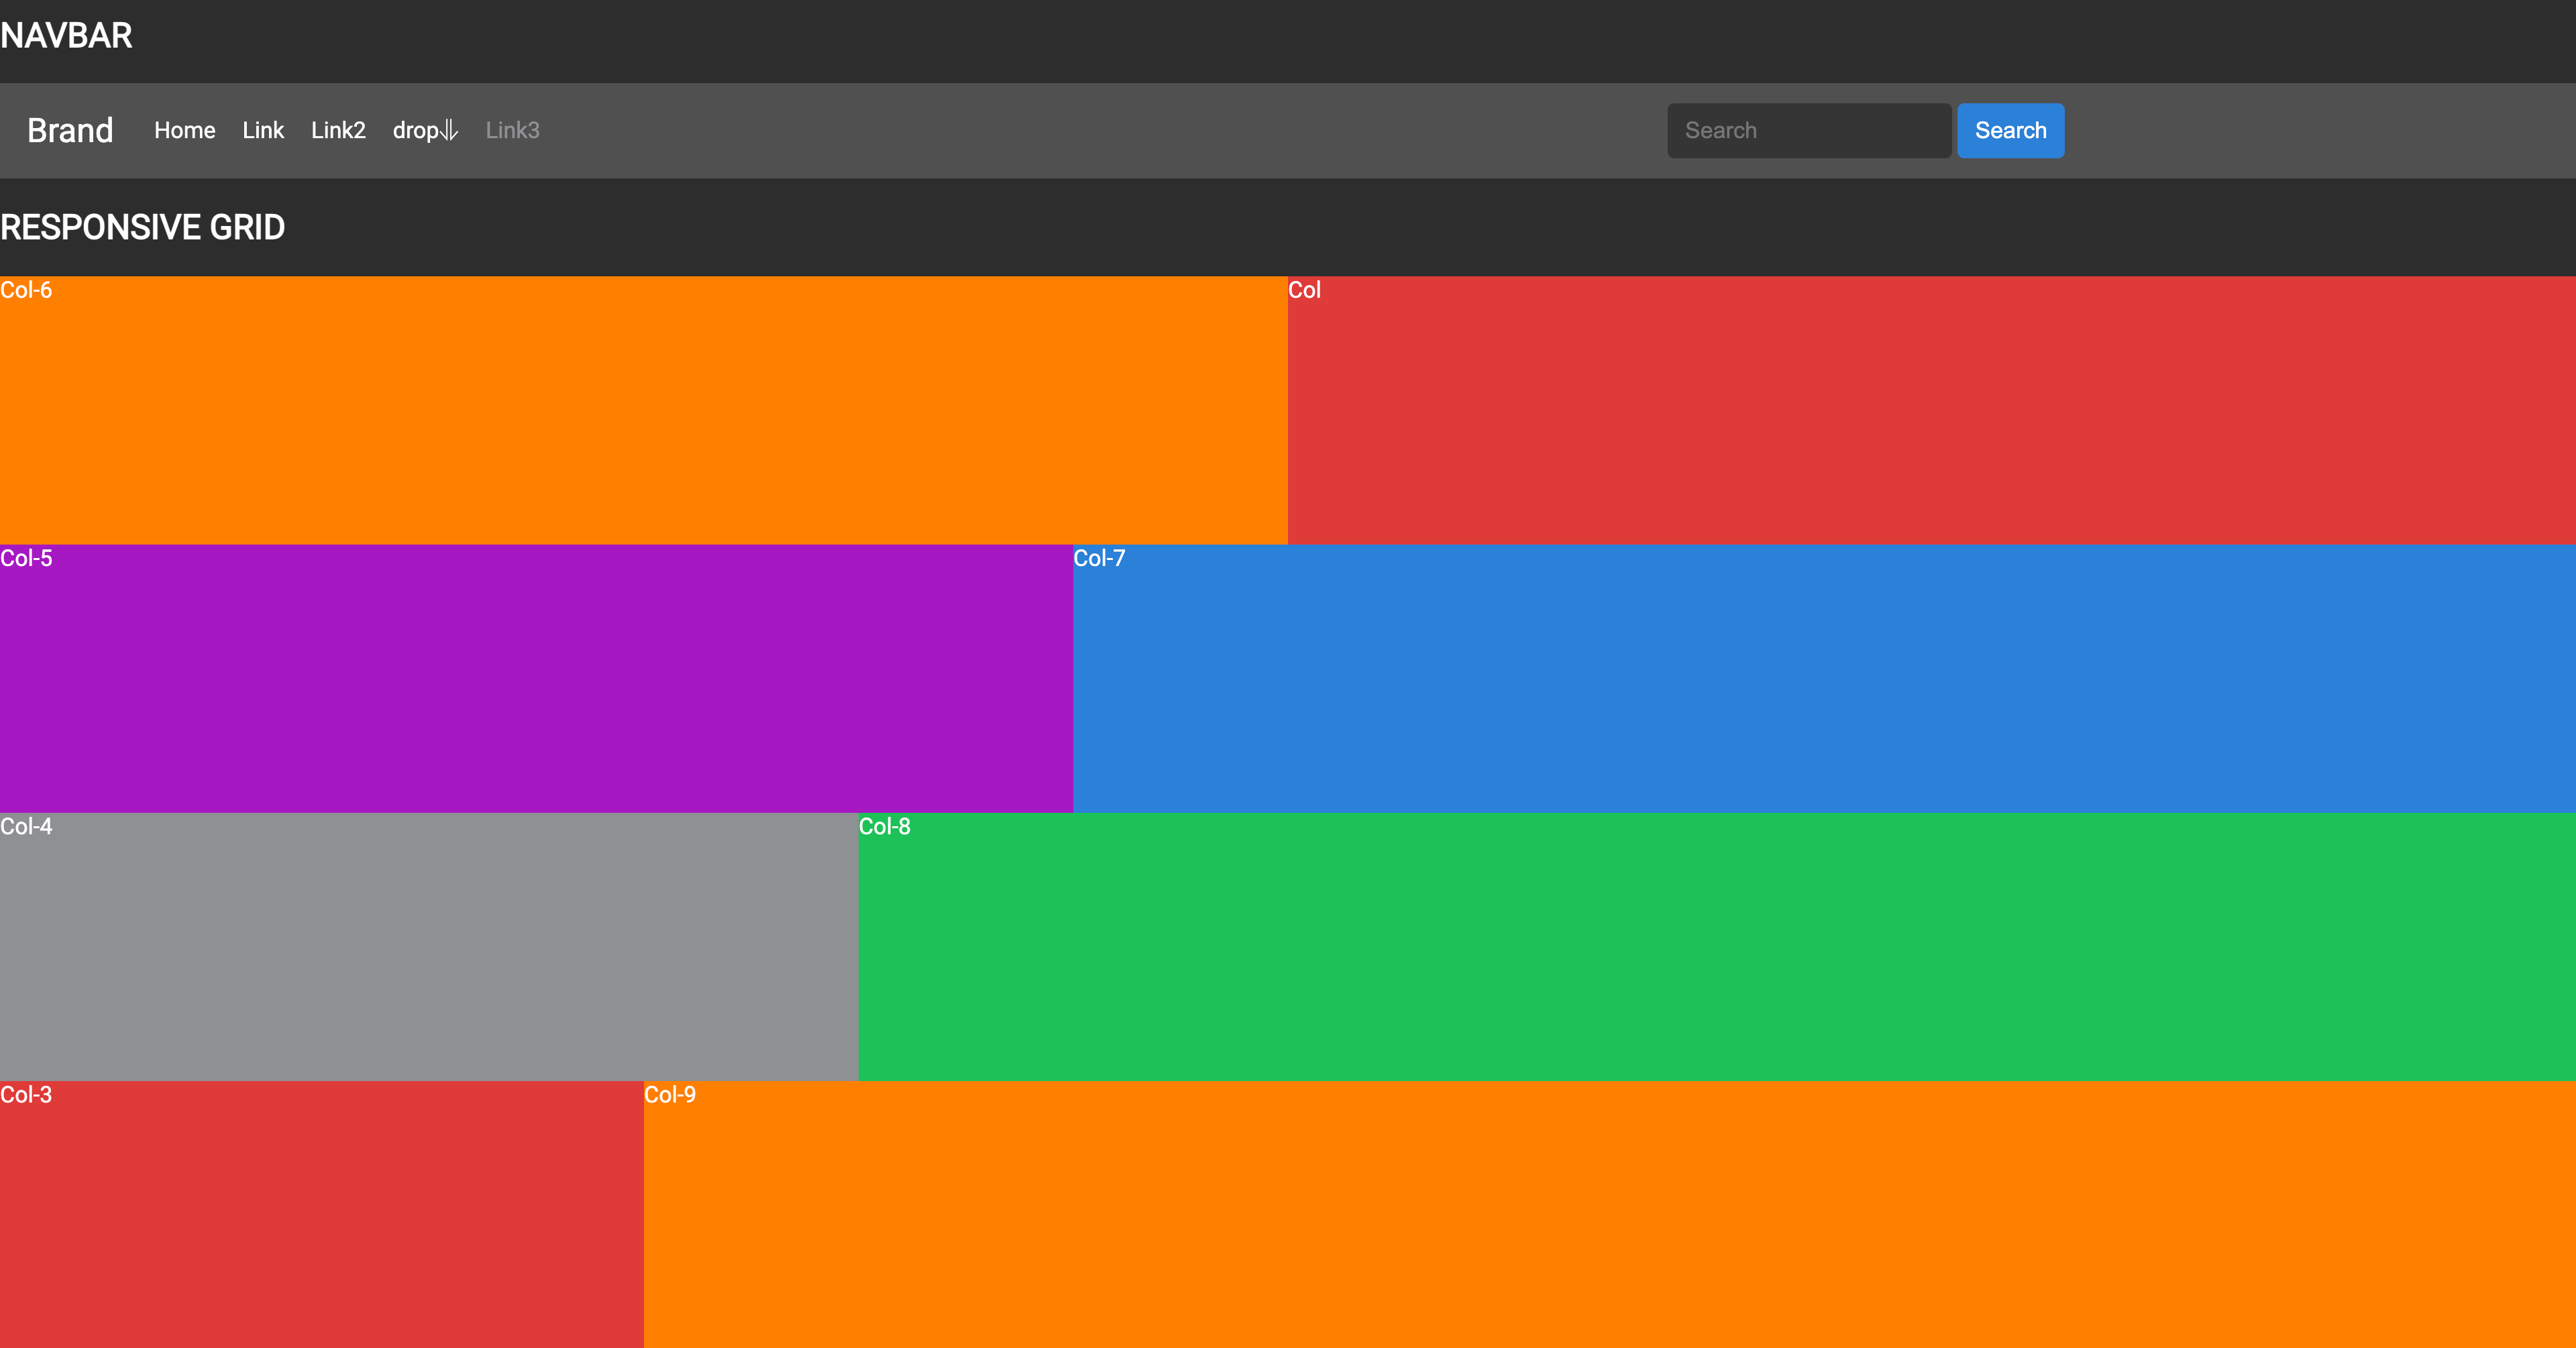 NAVBAR
Brand Home Link Link2 drop⥥ Link3 Search Search
RESPONSIVE GRID
Col-6 Col
Col-5 Col-7
Col-4 Col-8
Col-3 Col-9